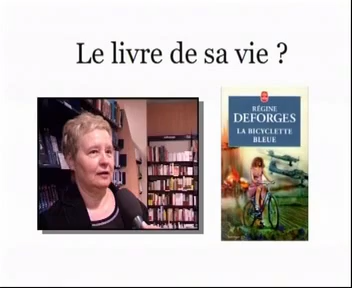 Le livre de sa vie ?
RÉGINE
DEFORGES
LA BICYCLETTE
BLEUE